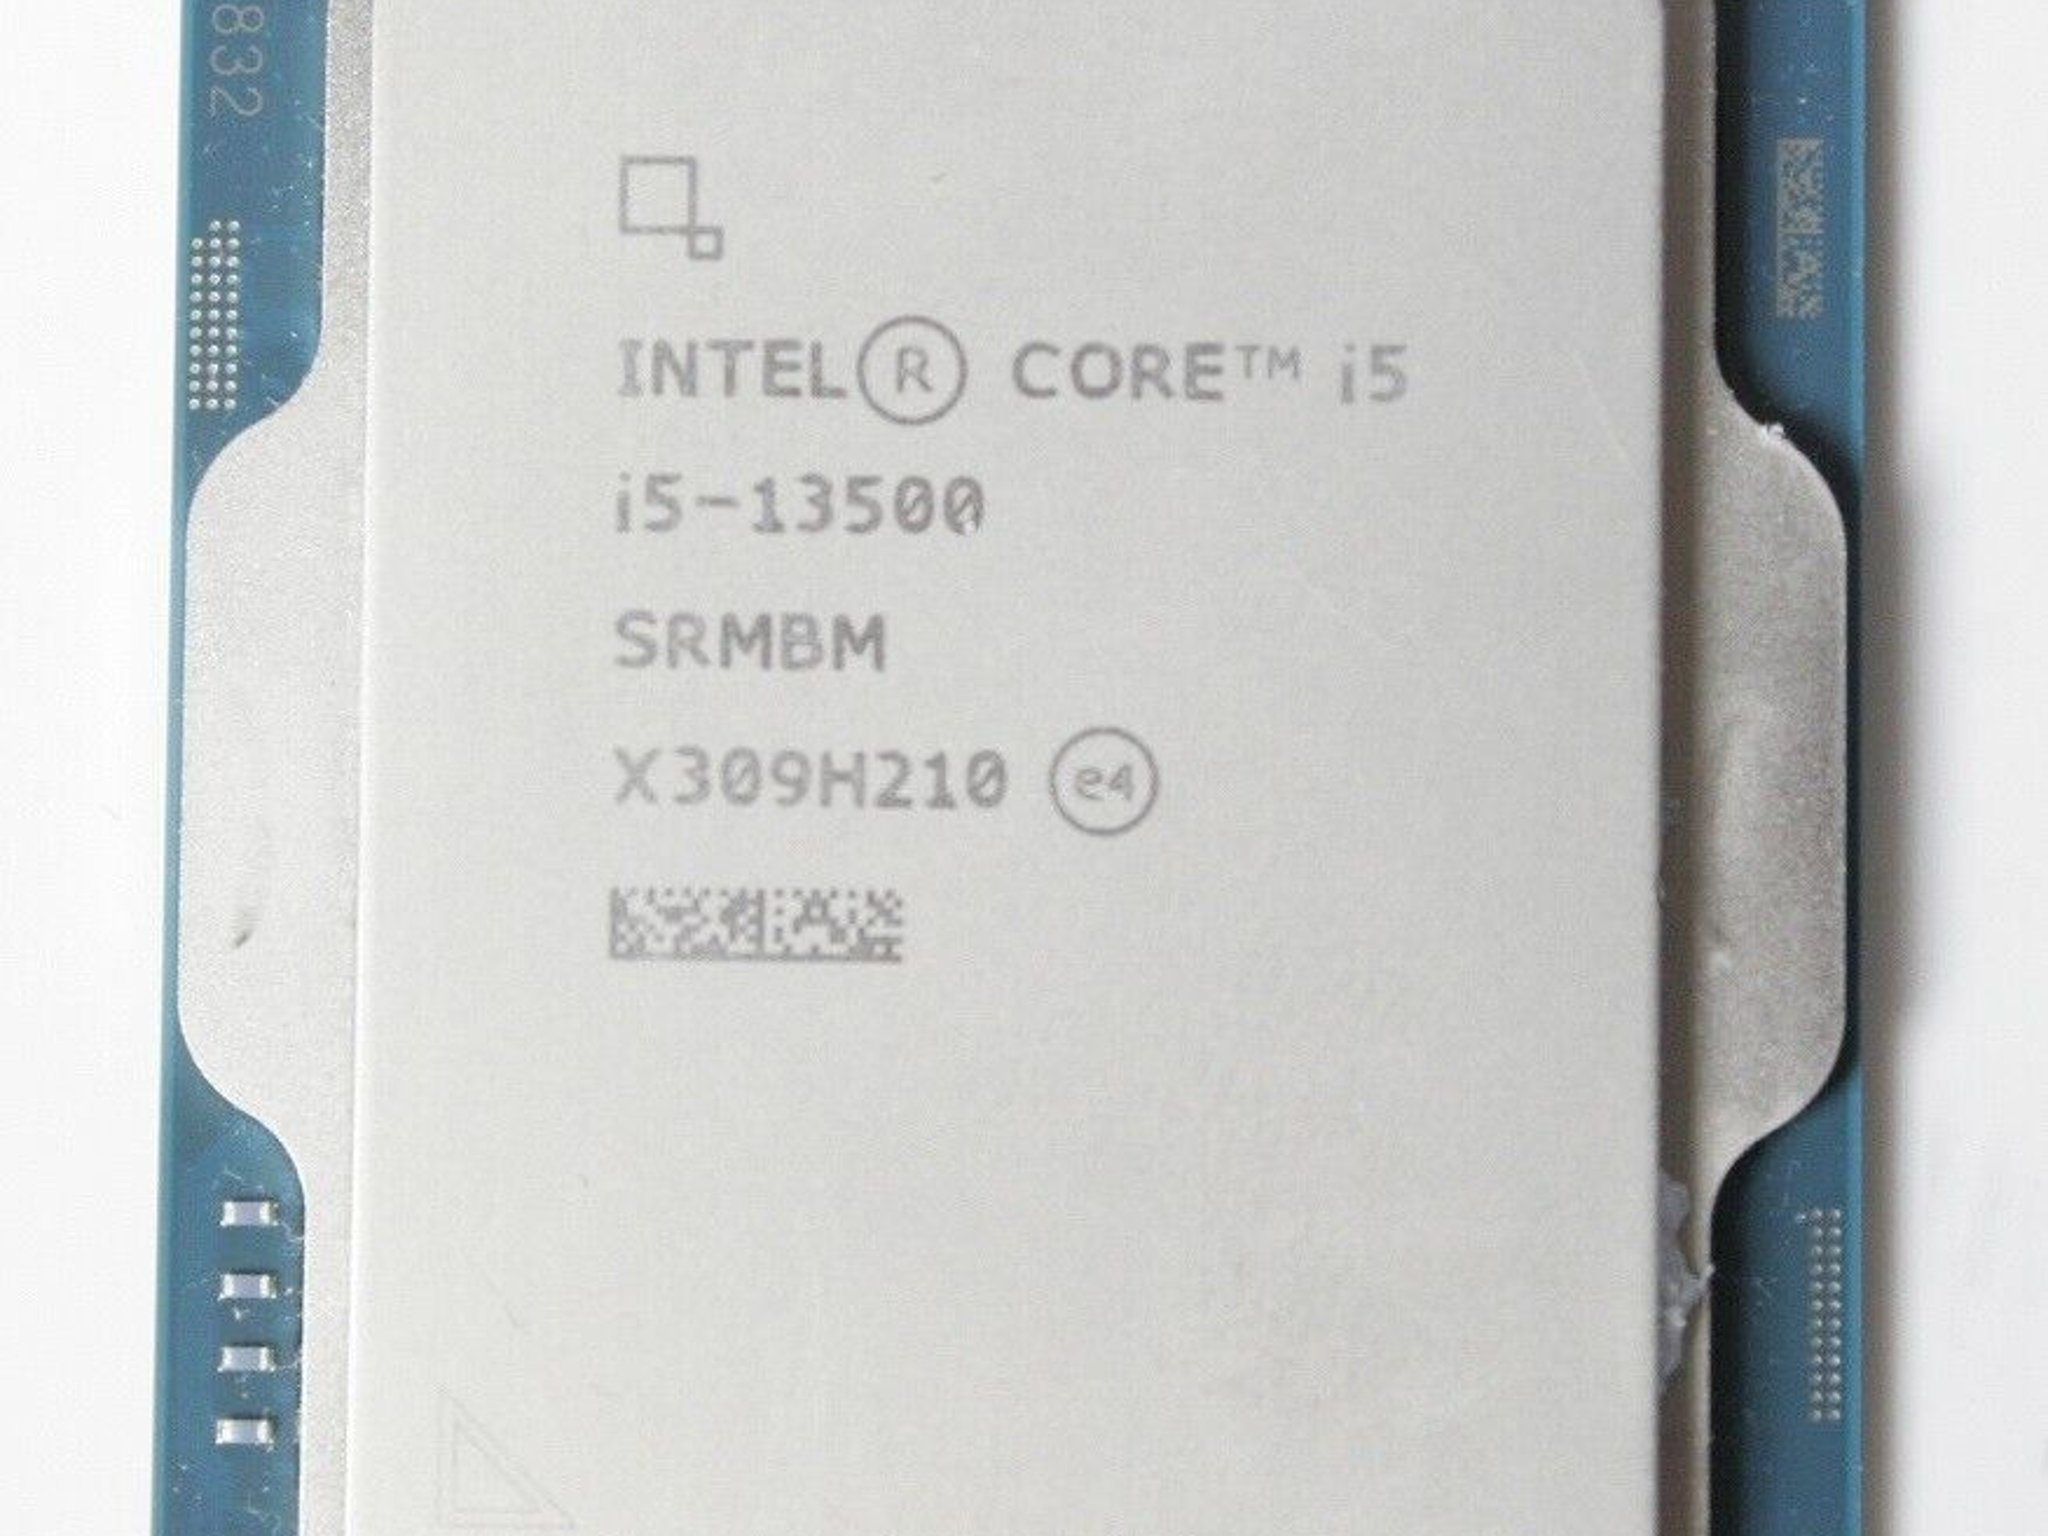 832
INTEL® CORE™ i5
i5-13500
SRMBM
X309H210 e4